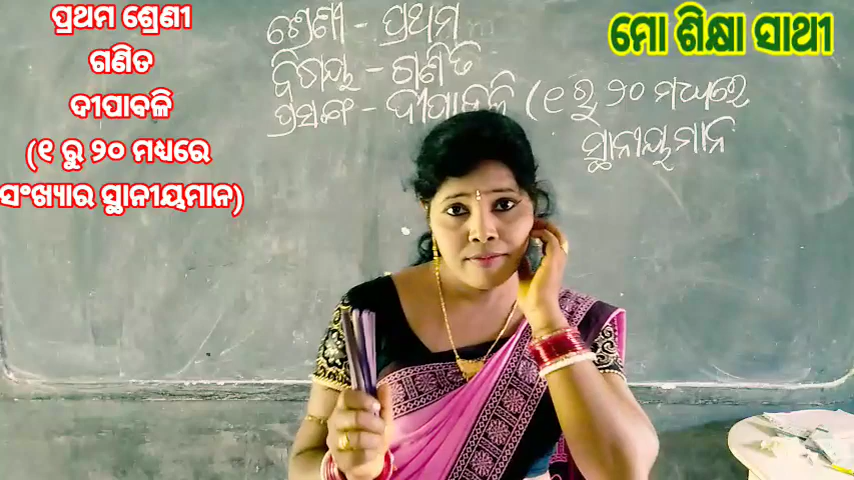 ପ୍ରଥମ ଶ୍ରେଣୀ
ଗଣିତ
ଦୀପାବଳି
(୧ ରୁ ୨୦ ମଧ୍ୟରେ
ସଂଖ୍ୟାର ସ୍ଥାନୀୟମାନ)
ମୋ ଶିକ୍ଷା ସାଥୀ
ଶ୍ରେଣୀ - ପ୍ରଥମ
ବିଷୟ - ଗଣିତ
ପ୍ରସଙ୍ଗ - ଦୀପାବଳି (୧ ରୁ ୨୦ ମଧ୍ୟରେ
ସ୍ଥାନୀୟମାନ